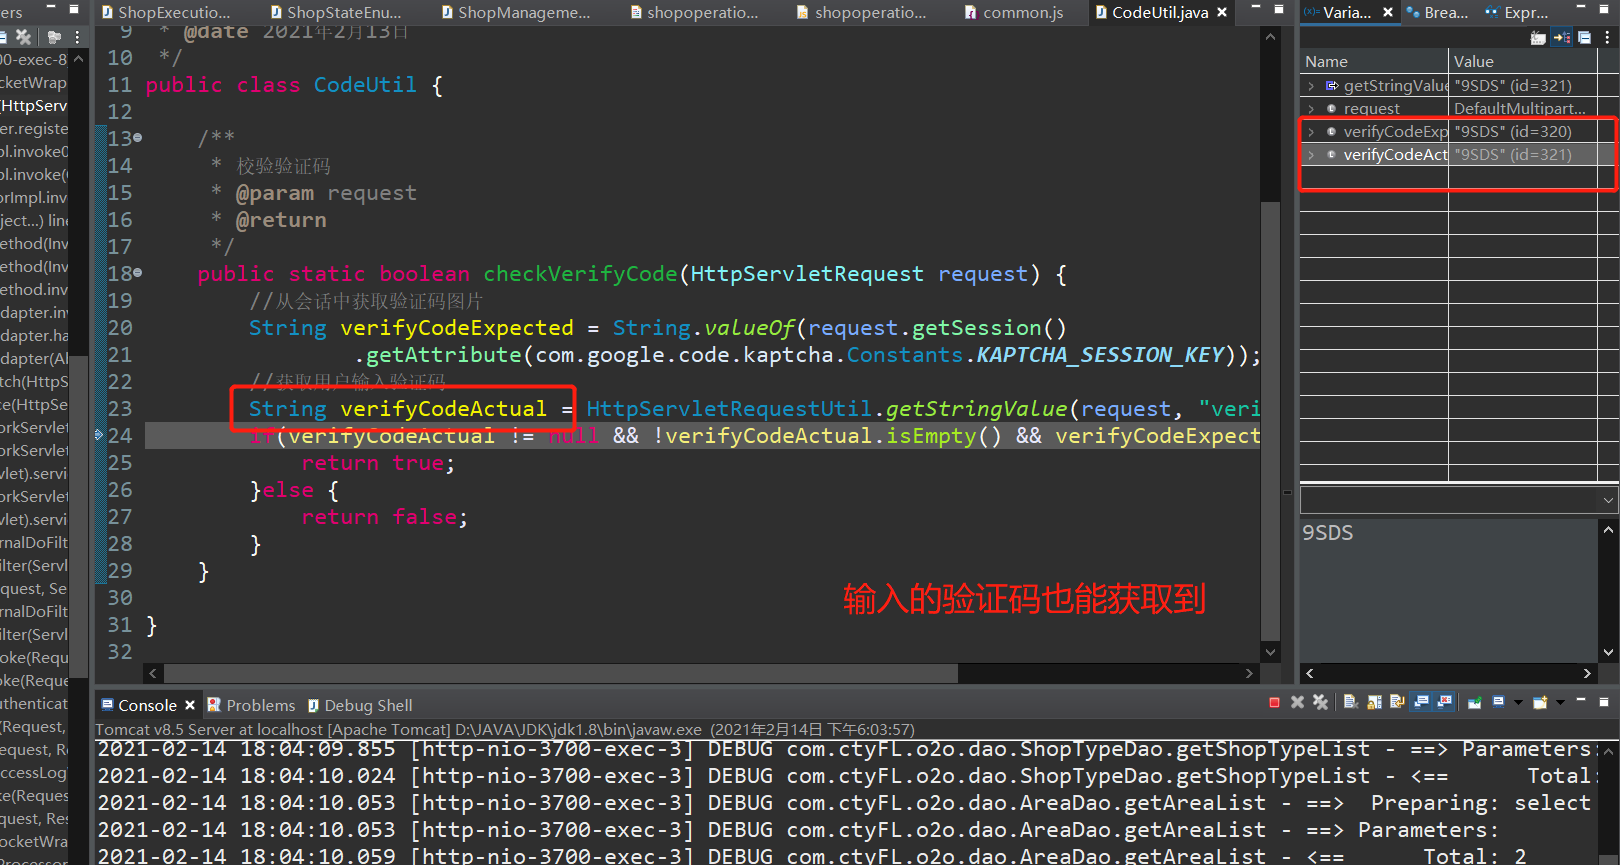 ers
ShopExecutio...
ShopStateEnu...
ShopManageme...
shopoperatio...
shopoperatio...
common.js
CodeUtil.java
Varia...
Brea...
Expr...
00-exec-8
ocketWrap
(HttpServ
er.registe
pl.invoke0
pl.invoke(
orImpl.inv
ject...) line
ethod(Inv
ethod(Inv
ethod.inv
dapter.inv
dapter.ha
dapter(Al
tch(HttpS
ce(HttpSe
orkServlet
orkServlet
vlet).servic
orkServlet
vlet).servi
rnalDoFilt
ilter(Servl
equest, Se
rnalDoFilt
ilter(Servl
oke(Requ
oke(Reque
uthenticat
(Request,
equest, Re
ccessLog
ke(Reques
quest, Res
ocketWra
9 * @date 2021年2月13日
10 */
11 public class CodeUtil {
12
13 /**
14 * 校验验证码
15 * @param request
16 * @return
17 */
18 public static boolean checkVerifyCode(HttpServletRequest request) {
19 //从会话中获取验证码图片
20 String verifyCodeExpected = String.valueOf(request.getSession()
21 .getAttribute(com.google.code.kaptcha.Constants.KAPTCHA_SESSION_KEY));
22 //获取用户输入验证码
23 String verifyCodeActual = HttpServletRequestUtil.getStringValue(request, "veri
24 if(verifyCodeActual != null && !verifyCodeActual.isEmpty() && verifyCodeExpect
25 return true;
26 }else {
27 return false;
28 }
29 }
30
31 }
32
输入的验证码也能获取到
Name Value
getStringValue "9SDS" (id=321)
request DefaultMultipart...
verifyCodeExp "9SDS" (id=320)
verifyCodeAct "9SDS" (id=321)
9SDS
Console
Problems
Debug Shell
Tomcat v8.5 Server at localhost [Apache Tomcat] D:\JAVA\JDK\jdk1.8\bin\javaw.exe (2021年2月14日 下午6:03:57)
2021-02-14 18:04:09.855 [http-nio-3700-exec-3] DEBUG com.ctyFL.o2o.dao.ShopTypeDao.getShopTypeList - ==> Parameters:
2021-02-14 18:04:10.024 [http-nio-3700-exec-3] DEBUG com.ctyFL.o2o.dao.ShopTypeDao.getShopTypeList - <== Total:
2021-02-14 18:04:10.053 [http-nio-3700-exec-3] DEBUG com.ctyFL.o2o.dao.AreaDao.getAreaList - ==> Preparing: select
2021-02-14 18:04:10.053 [http-nio-3700-exec-3] DEBUG com.ctyFL.o2o.dao.AreaDao.getAreaList - ==> Parameters:
2021-02-14 18:04:10.059 [http-nio-3700-exec-3] DEBUG com.ctyFL.o2o.dao.AreaDao.getAreaList - <== Total: 2